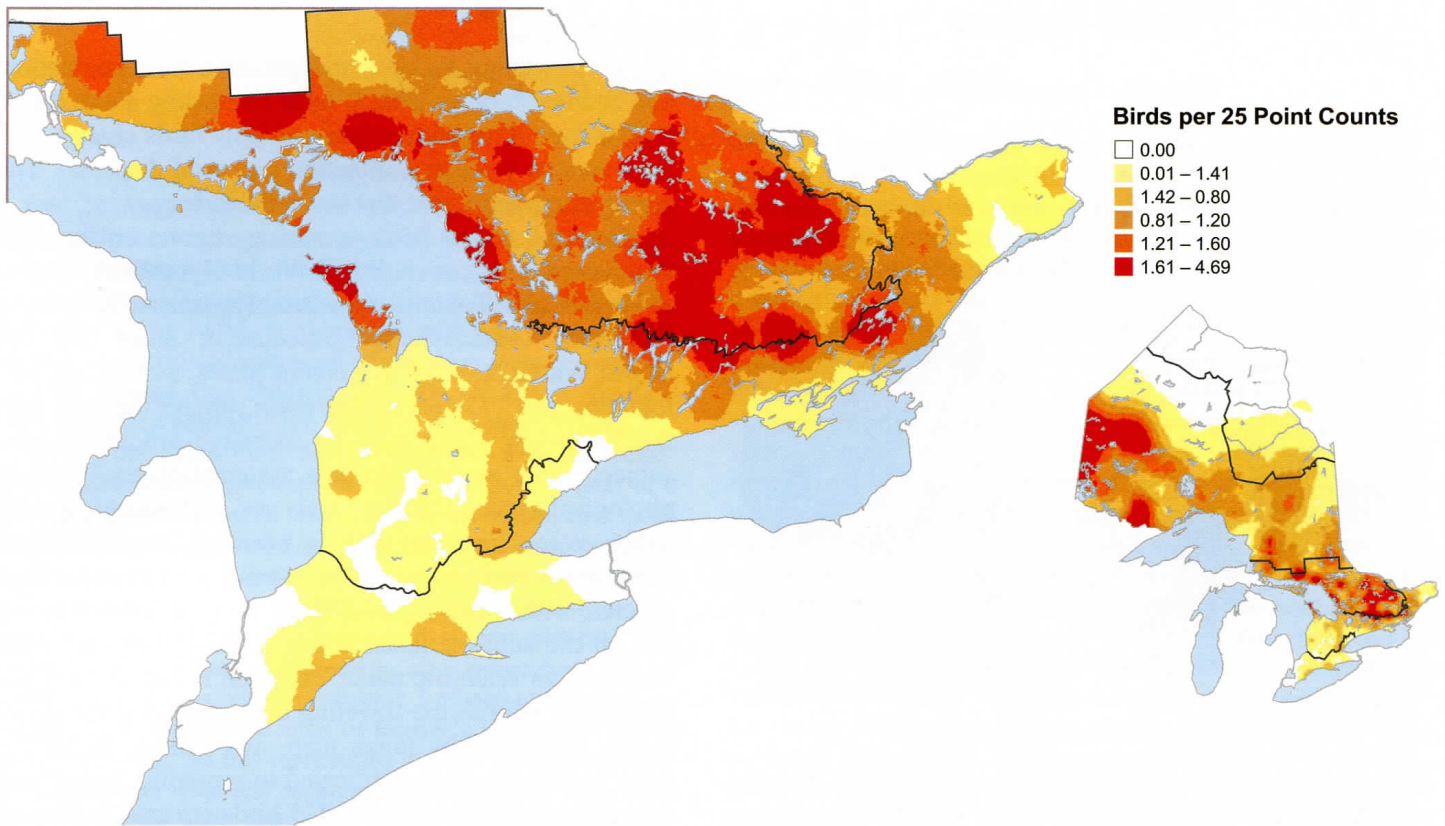 Birds per 25 Point Counts
0.00
0.01 – 1.41
1.42 – 0.80
0.81 – 1.20
1.21 – 1.60
1.61 – 4.69